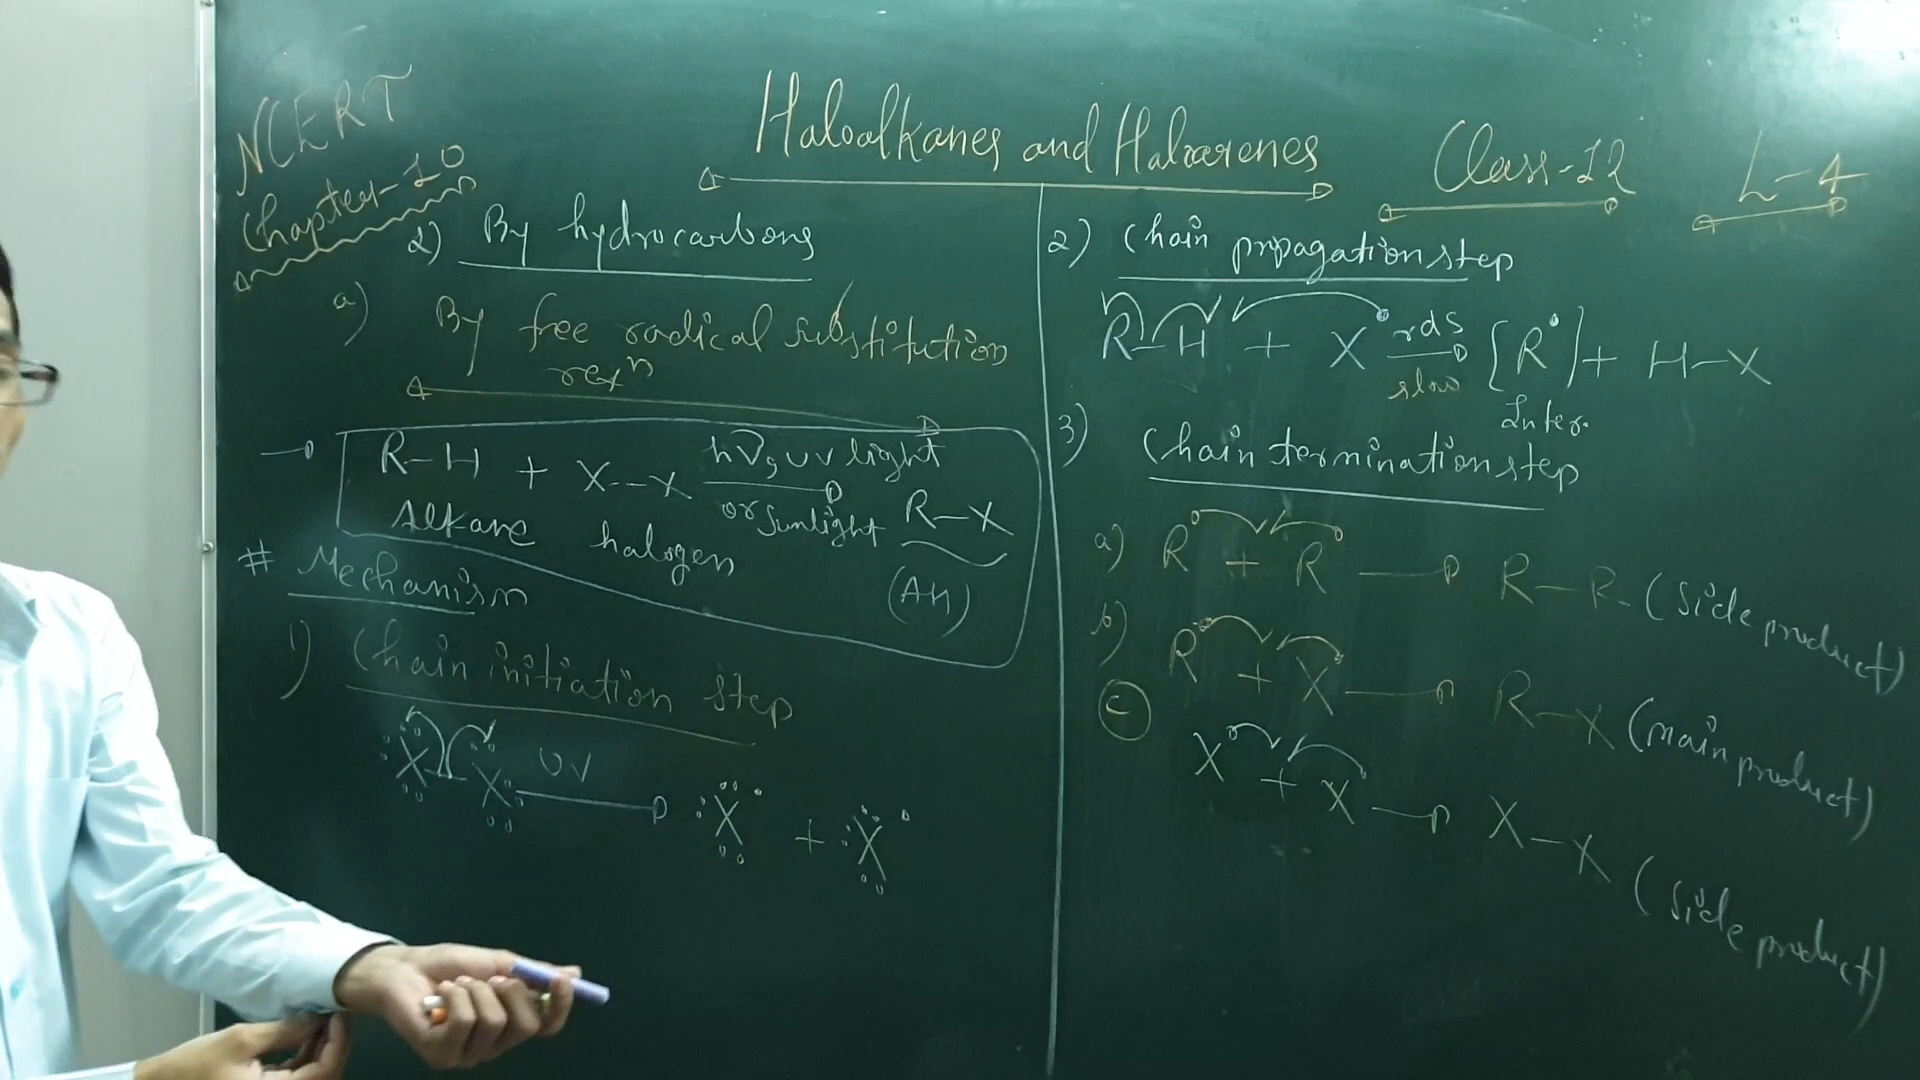 NCERT
Chapter-10
Haloalkanes and Haloarenes
Class-12
L-4
2) By hydrocarbons
a) By free radical substitution
rexn
R-H + X-X hν, UV light
or sunlight R-X
Alkane halogen
# Mechanism
1) Chain initiation step
X-X UV → X• + X•
2) Chain propagation step
R-H + X• rds
slow → [R•] + H-X
Inter.
3) Chain termination step
a) R• + R• → R-R (side product)
b) R• + X• → R-X (main product)
c) X• + X• → X-X (side product)